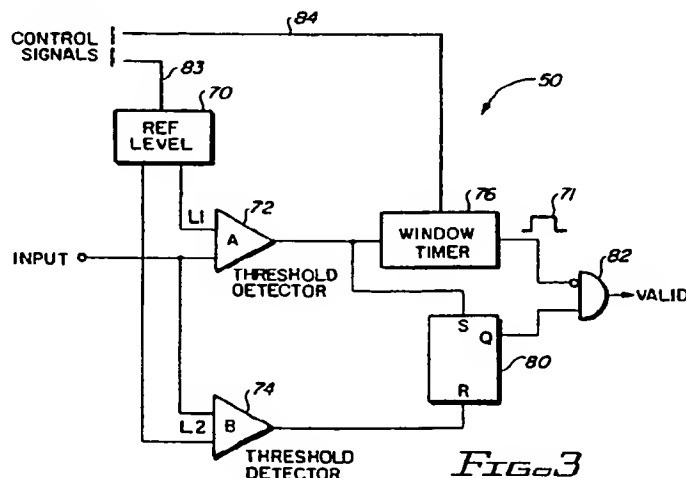 CONTROL
SIGNALS
84
83
70
50
REF
LEVEL
L1
72
A
76
71
WINDOW
TIMER
82
INPUT
THRESHOLD
DETECTOR
VALID
S
Q
80
R
74
L2
B
THRESHOLD
DETECTOR
FIG. 3